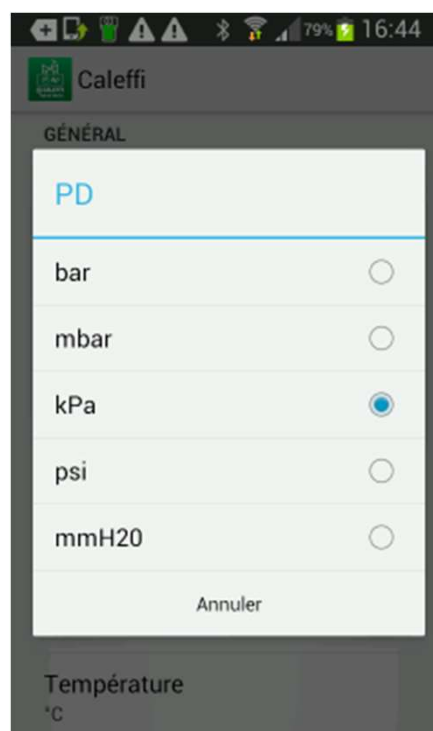 79% 16:44
Caleffi
GÉNÉRAL
PD
bar
mbar
kPa
psi
mmH20
Annuler
Température
°C